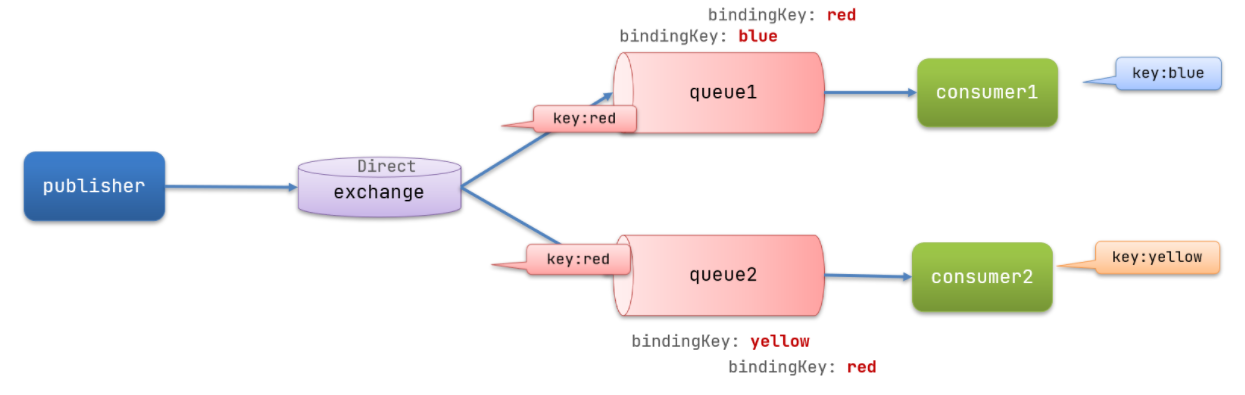 bindingKey: red
bindingKey: blue
queue1
consumer1
key:blue
key:red
publisher
Direct
exchange
key:red
queue2
consumer2
key:yellow
bindingKey: yellow
bindingKey: red